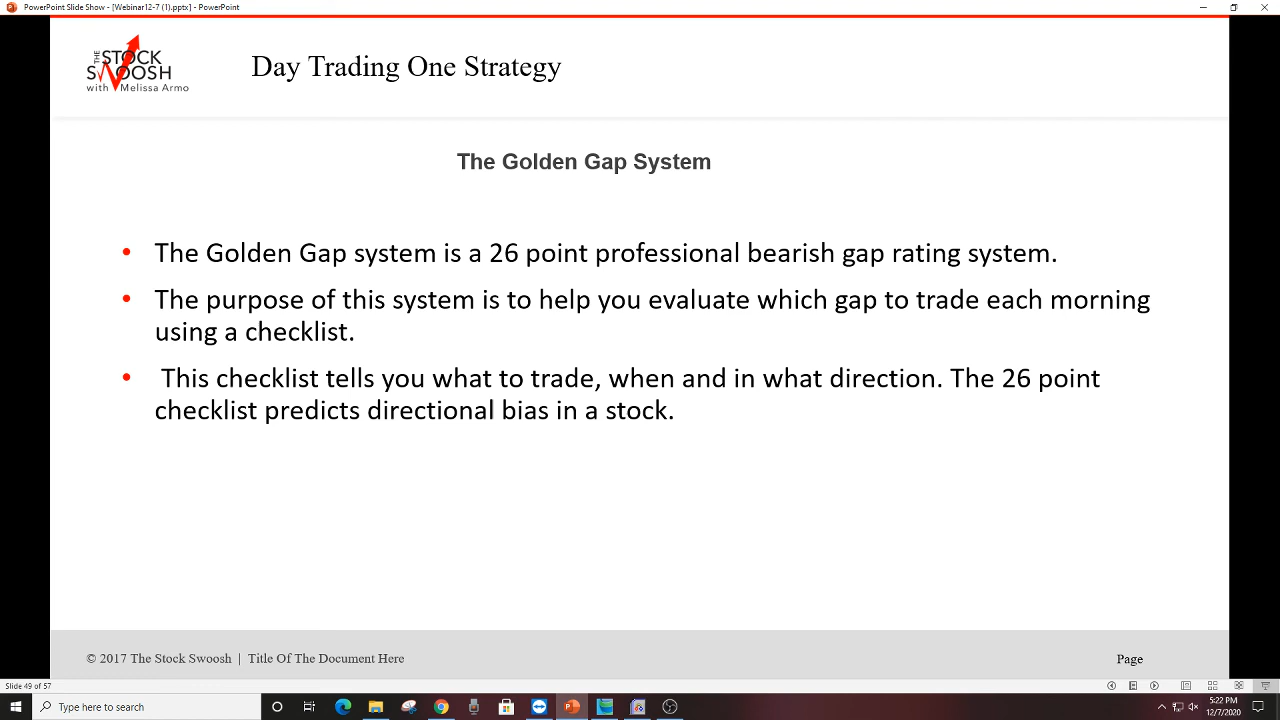 PowerPoint Slide Show - [Webinar12-7 (1).pptx] - PowerPoint
THE
STOCK
SWOOSH
with Melissa Armo
Day Trading One Strategy
The Golden Gap System
• The Golden Gap system is a 26 point professional bearish gap rating system.
• The purpose of this system is to help you evaluate which gap to trade each morning
using a checklist.
• This checklist tells you what to trade, when and in what direction. The 26 point
checklist predicts directional bias in a stock.
© 2017 The Stock Swoosh | Title Of The Document Here
Page
Slide 49 of 57
Type here to search
5:22 PM
12/7/2020